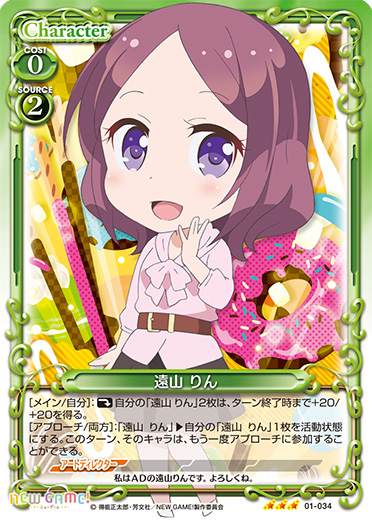 Character
COST
0
SOURCE
2
遠山 りん
[メイン/自分]:自分の「遠山 りん」2枚は、ターン終了時まで+20/
+20を得る。
[アプローチ/両方]:「遠山 りん」▶自分の「遠山 りん」1枚を活動状態
にする。このターン、そのキャラは、もう一度アプローチに参加するこ
とができる。
アートディレクター
私はADの遠山りんです。よろしくね。
NEW GAME!
© 得能正太郎・芳文社/NEW GAME!製作委員会
★★★ 01-034